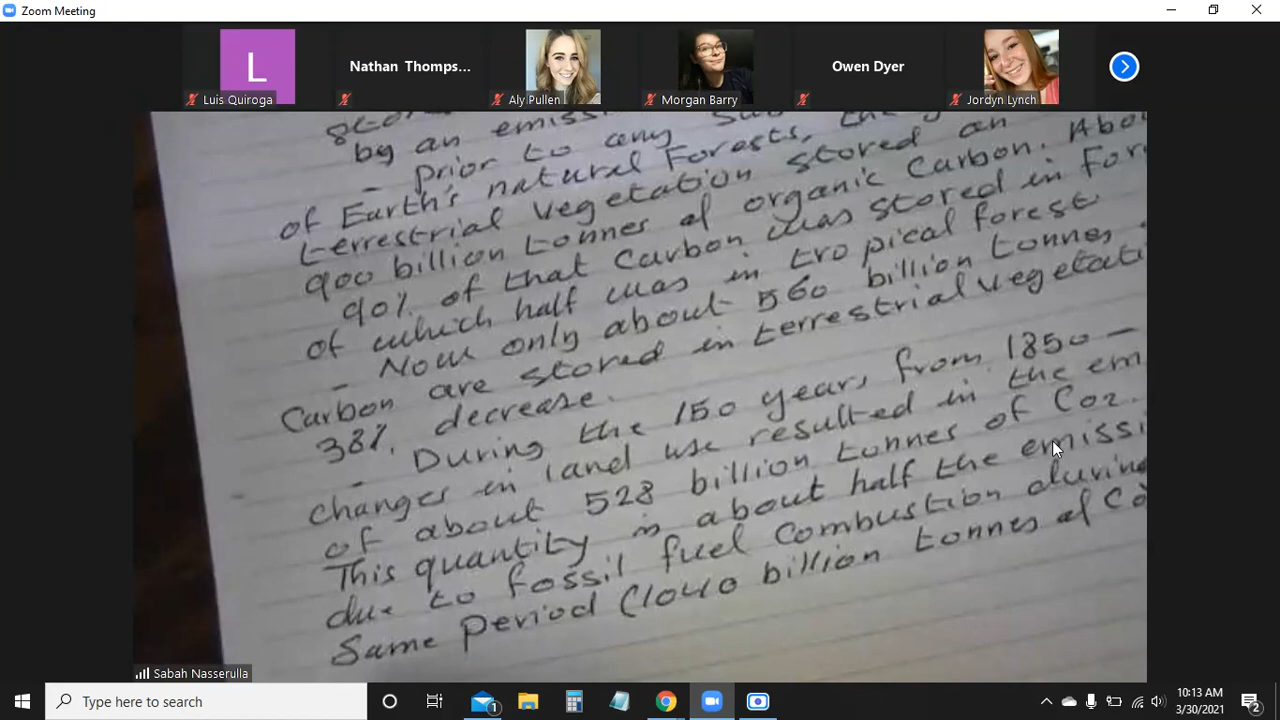 Zoom Meeting
L
Luis Quiroga
Nathan Thomps...
Aly Pullen
Morgan Barry
Owen Dyer
Jordyn Lynch
by an emiss
- prior to any
of Earth's natural Forests, the
terrestrial vegetation stored an
900 billion tonnes of organic Carbon. Abo
90% of that Carbon was stored in for
of which half was in tropical forest
- Now only about 560 billion tonnes
Carbon are stored in terrestrial vegetati
38% decrease.
- During the 150 years from 1850 -
changes in land use resulted in the em
of about 528 billion tonnes of CO2.
This quantity is about half the emissi
due to fossil fuel Combustion during
Same Period (1040 billion tonnes of CO
Sabah Nasserulla
Type here to search
1
10:13 AM
3/30/2021
2